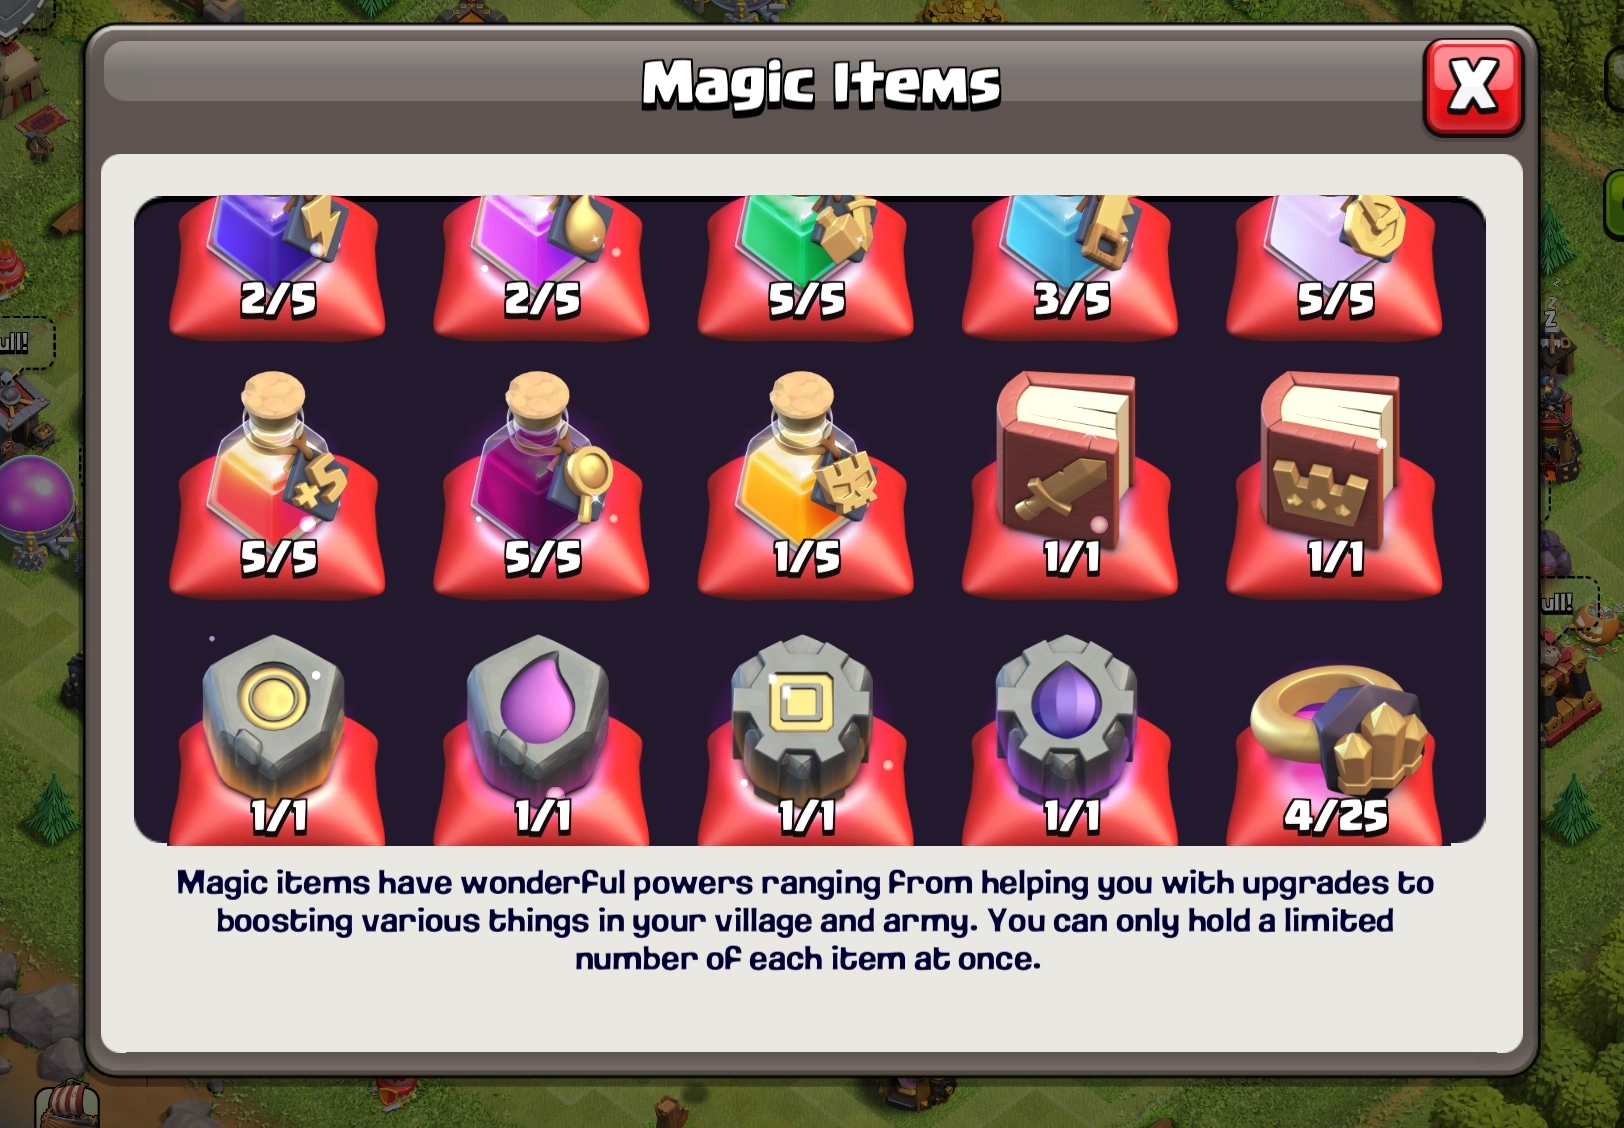 Magic Items
X
2/5 2/5 5/5 3/5 5/5
ull!
z
Z
x5
5/5 5/5 1/5 1/1 1/1
ull!
1/1 1/1 1/1 1/1 4/25
Magic items have wonderful powers ranging from helping you with upgrades to
boosting various things in your village and army. You can only hold a limited
number of each item at once.